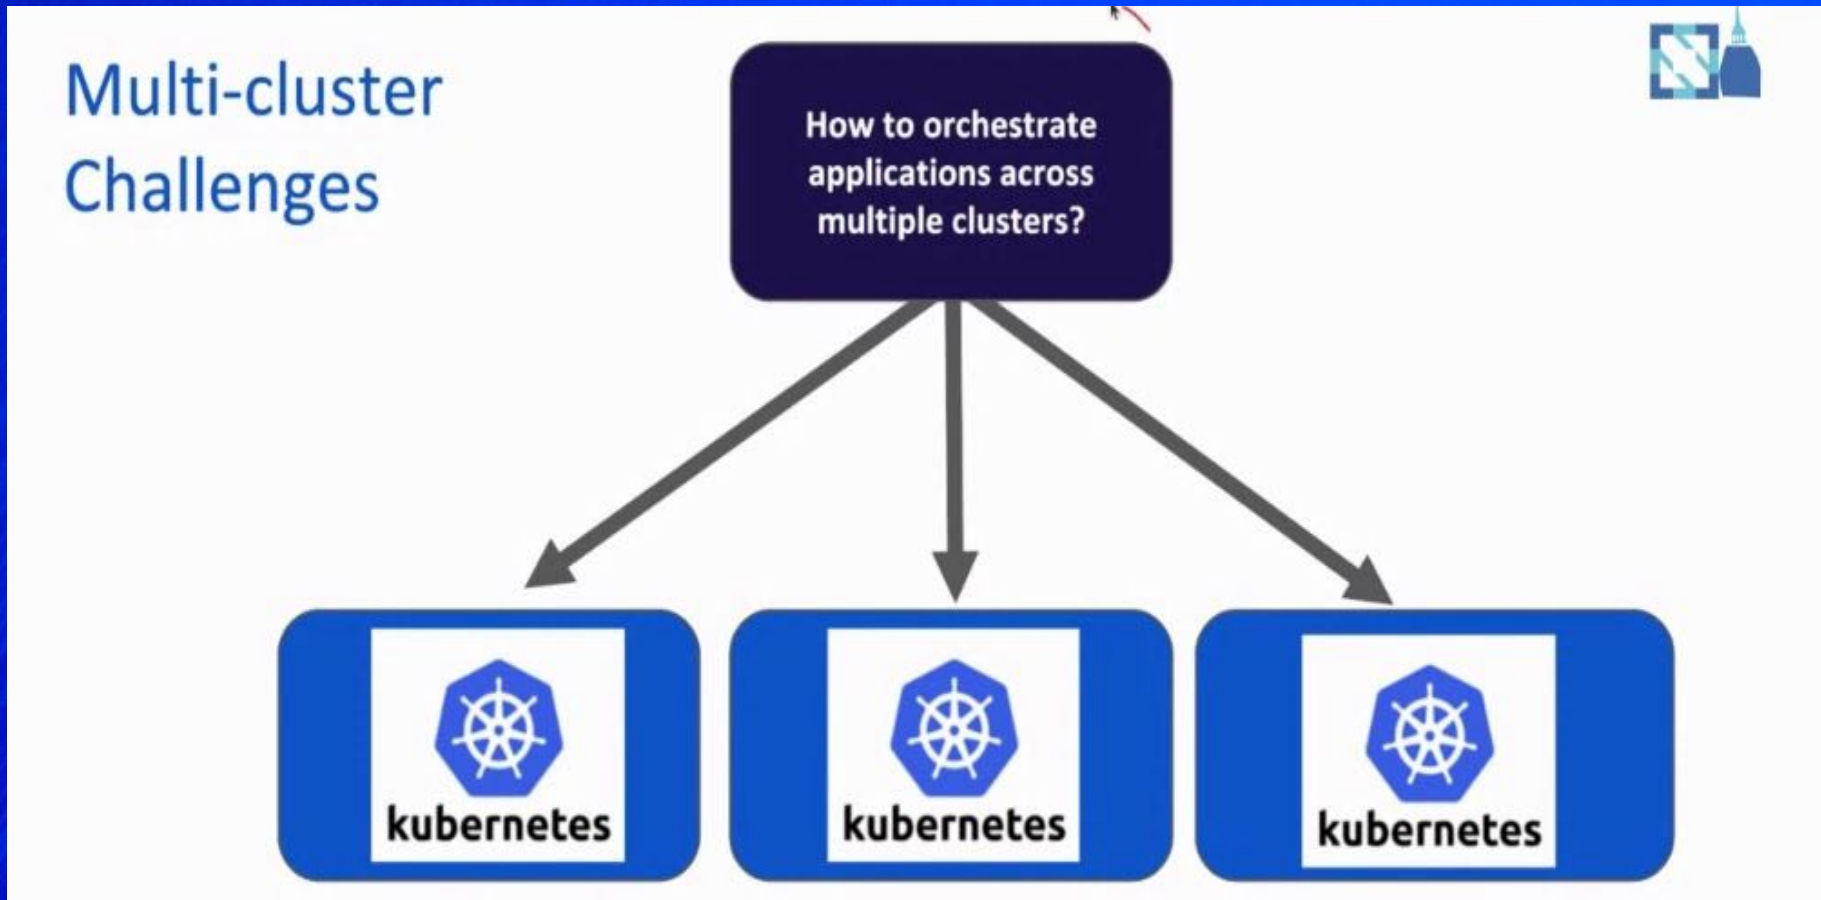 Multi-cluster
Challenges
How to orchestrate
applications across
multiple clusters?
kubernetes
kubernetes
kubernetes